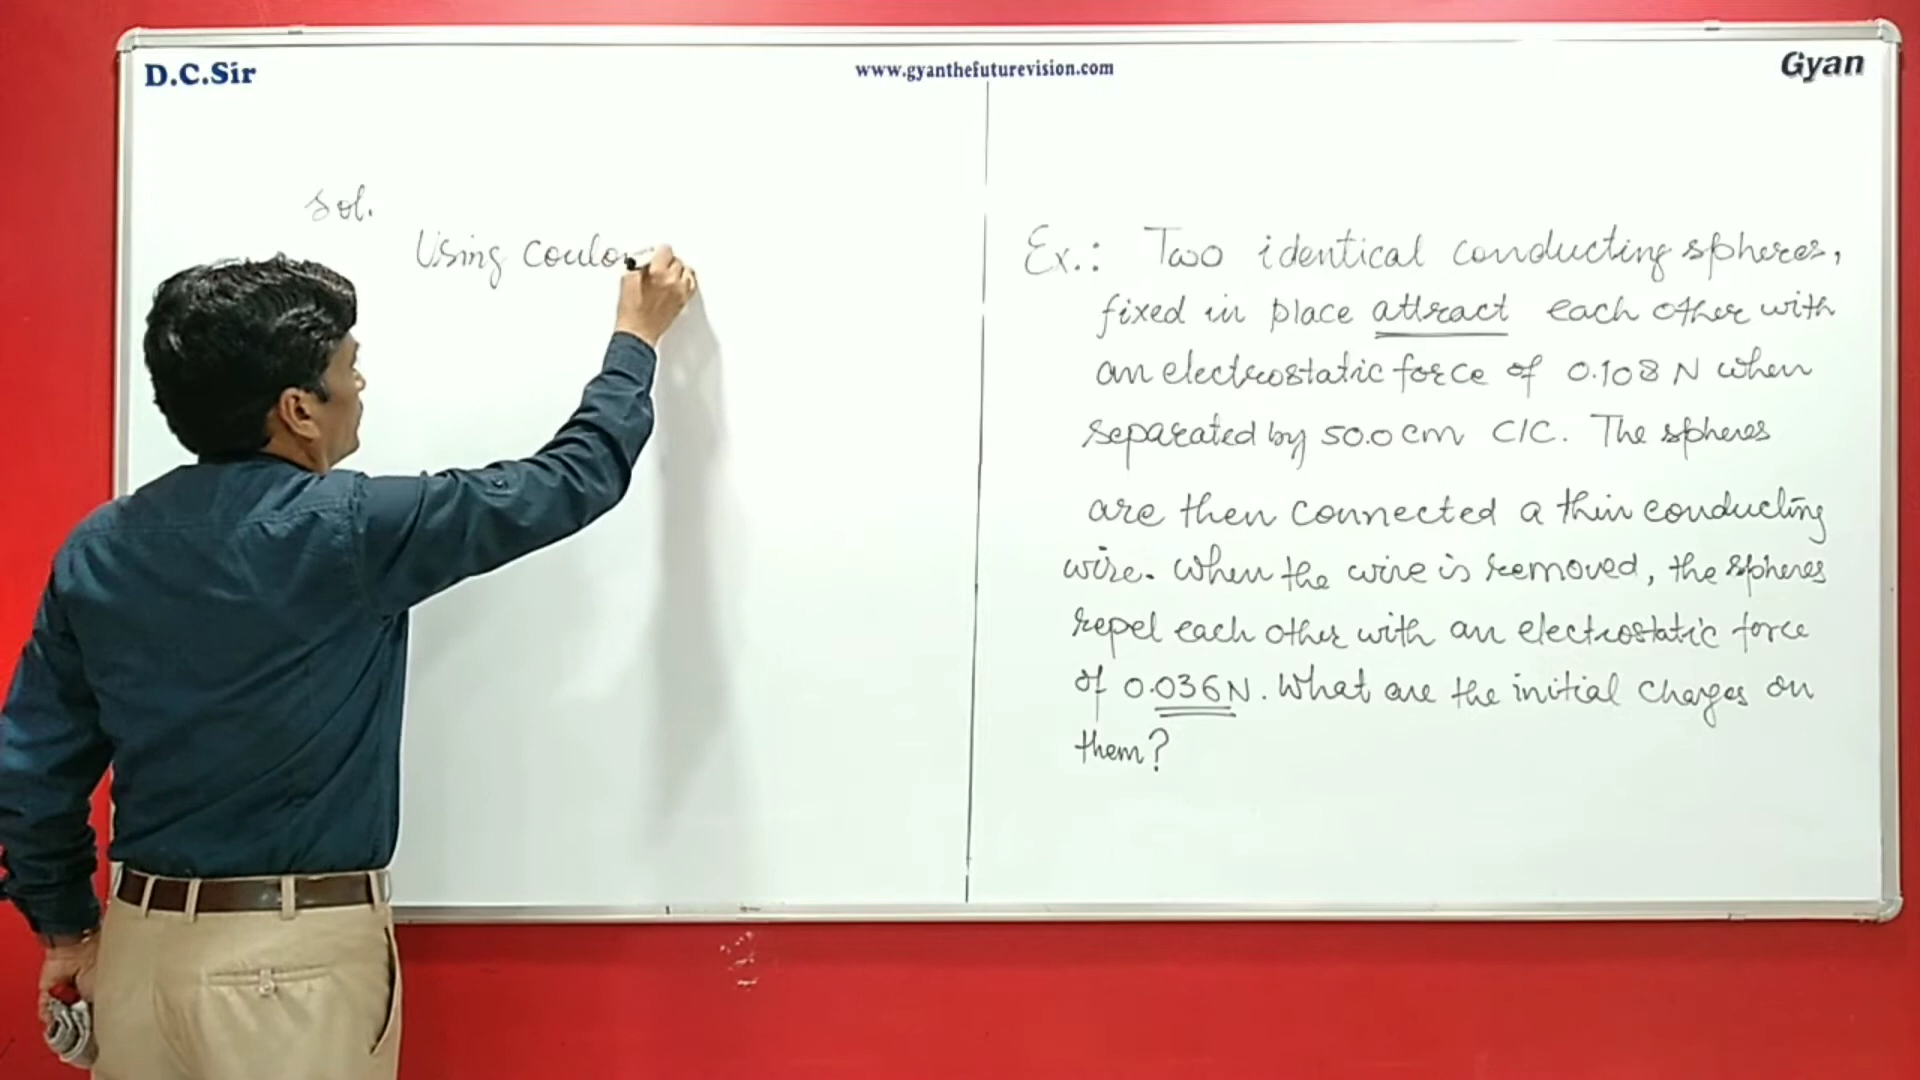 D.C.Sir
www.gyanthefuturevision.com
Gyan
sol.
Using coulo
Ex.: Two identical conducting spheres,
fixed in place attract each other with
an electrostatic force of 0.108 N when
separated by 50.0 cm C/C. The spheres
are then connected a thin conducting
wire. When the wire is removed, the spheres
repel each other with an electrostatic force
of 0.036N. What are the initial charges on
them?